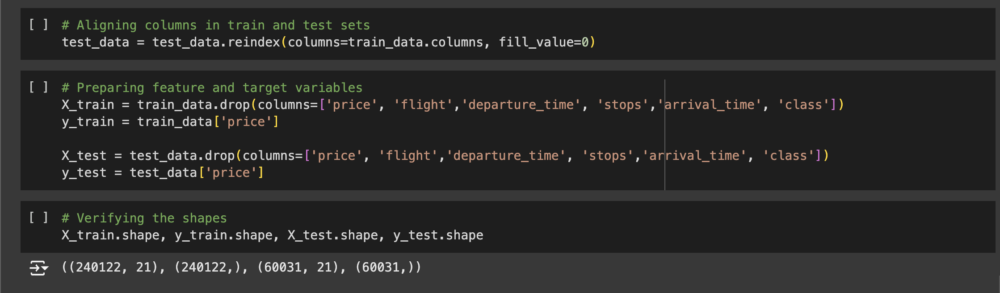 [ ] # Aligning columns in train and test sets
test_data = test_data.reindex(columns=train_data.columns, fill_value=0)
[ ] # Preparing feature and target variables
X_train = train_data.drop(columns=['price', 'flight','departure_time', 'stops','arrival_time', 'class'])
y_train = train_data['price']
X_test = test_data.drop(columns=['price', 'flight','departure_time', 'stops','arrival_time', 'class'])
y_test = test_data['price']
[ ] # Verifying the shapes
X_train.shape, y_train.shape, X_test.shape, y_test.shape
((240122, 21), (240122,), (60031, 21), (60031,))